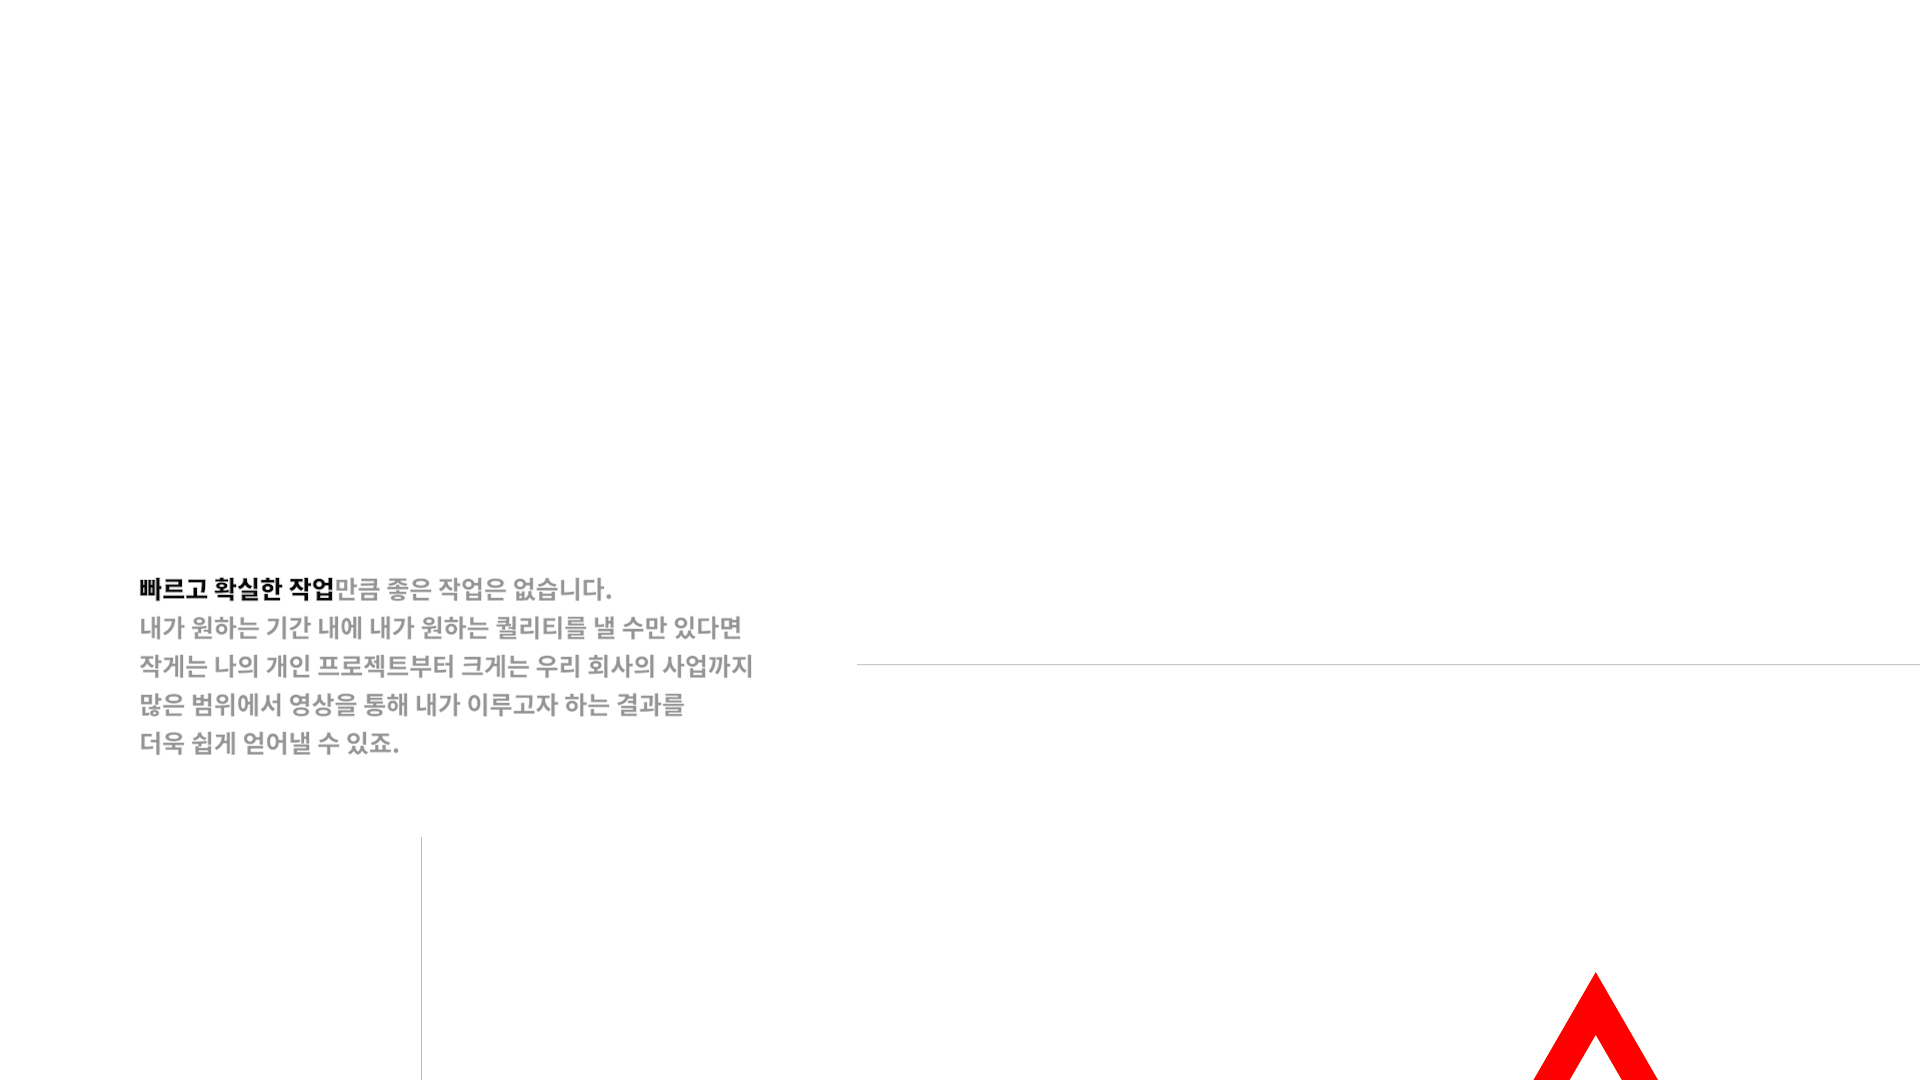 빠르고 확실한 작업만큼 좋은 작업은 없습니다.
내가 원하는 기간 내에 내가 원하는 퀄리티를 낼 수만 있다면
작게는 나의 개인 프로젝트부터 크게는 우리 회사의 사업까지
많은 범위에서 영상을 통해 내가 이루고자 하는 결과를
더욱 쉽게 얻어낼 수 있죠.